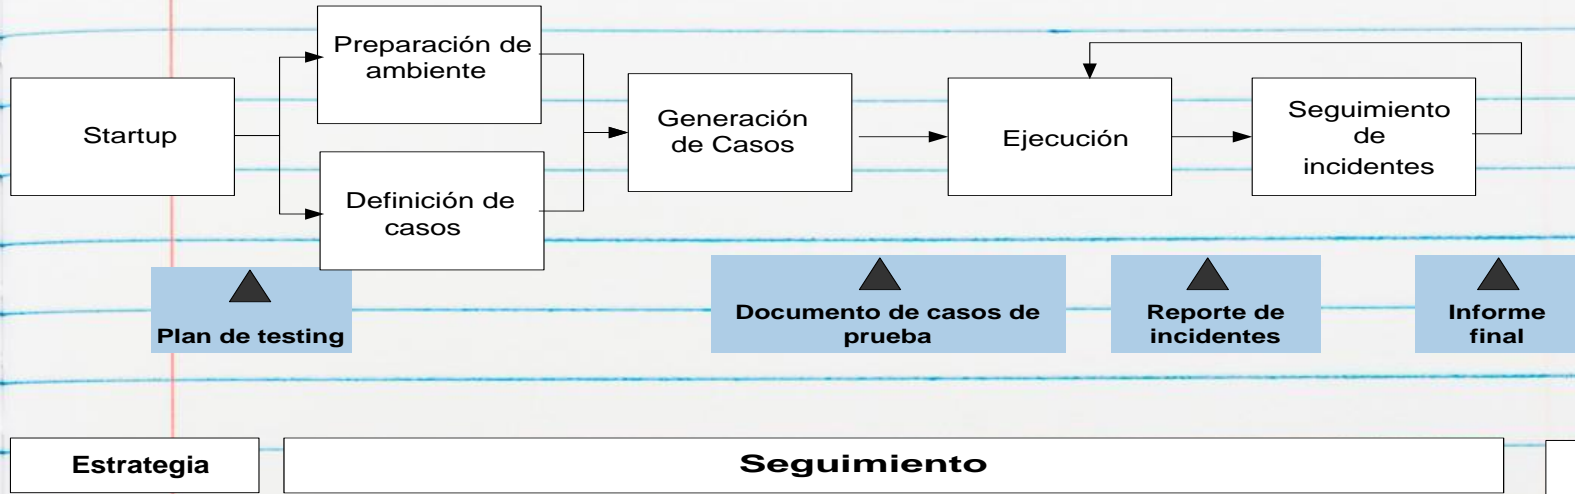 Preparación de
ambiente
Startup
Definición de
casos
Generación
de Casos
Ejecución
Seguimiento
de
incidentes
Plan de testing
Documento de casos de
prueba
Reporte de
incidentes
Informe
final
Estrategia
Seguimiento